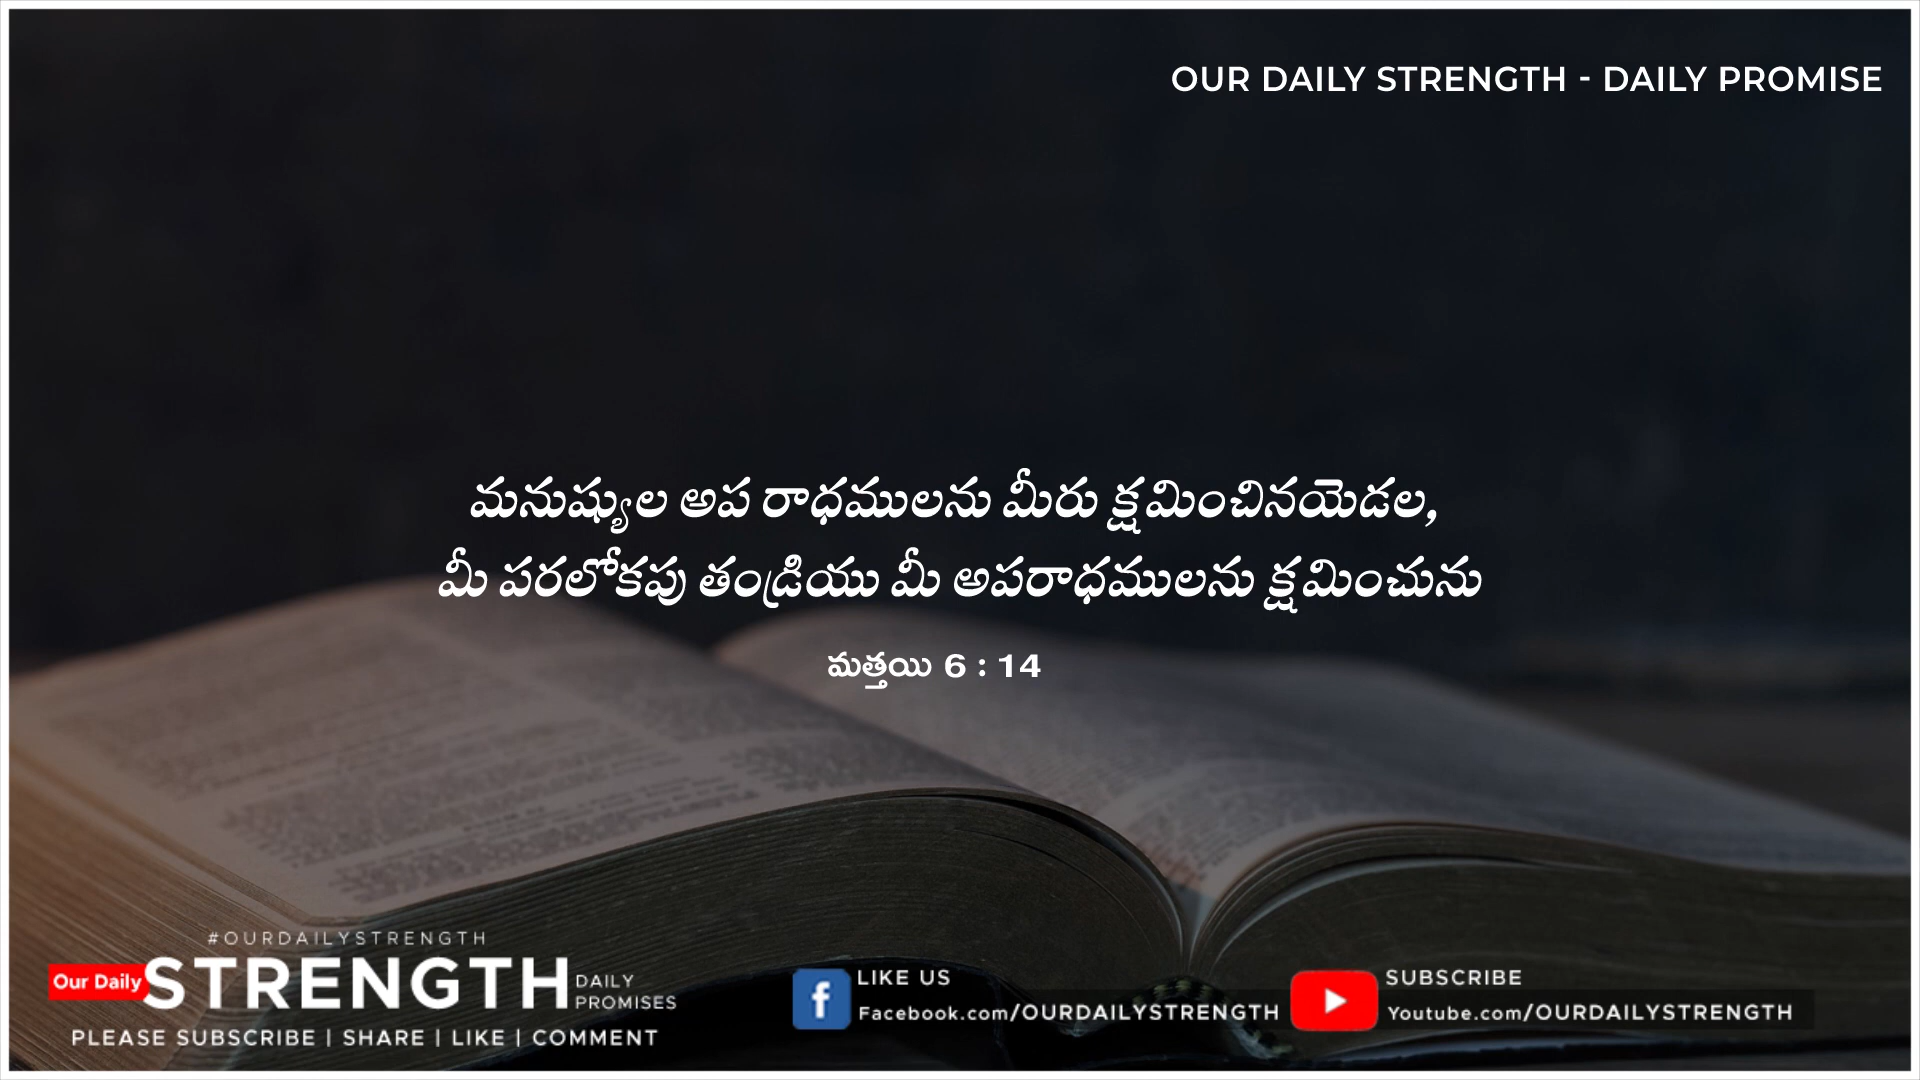 OUR DAILY STRENGTH - DAILY PROMISE
మనుష్యుల అప రాధములను మీరు క్షమించినయెడల,
మీ పరలోకపు తండ్రియు మీ అపరాధములను క్షమించును
మత్తయి 6 : 14
#OURDAILYSTRENGTH
Our Daily STRENGTH DAILY PROMISES
PLEASE SUBSCRIBE | SHARE | LIKE | COMMENT
LIKE US
Facebook.com/OURDAILYSTRENGTH
SUBSCRIBE
Youtube.com/OURDAILYSTRENGTH